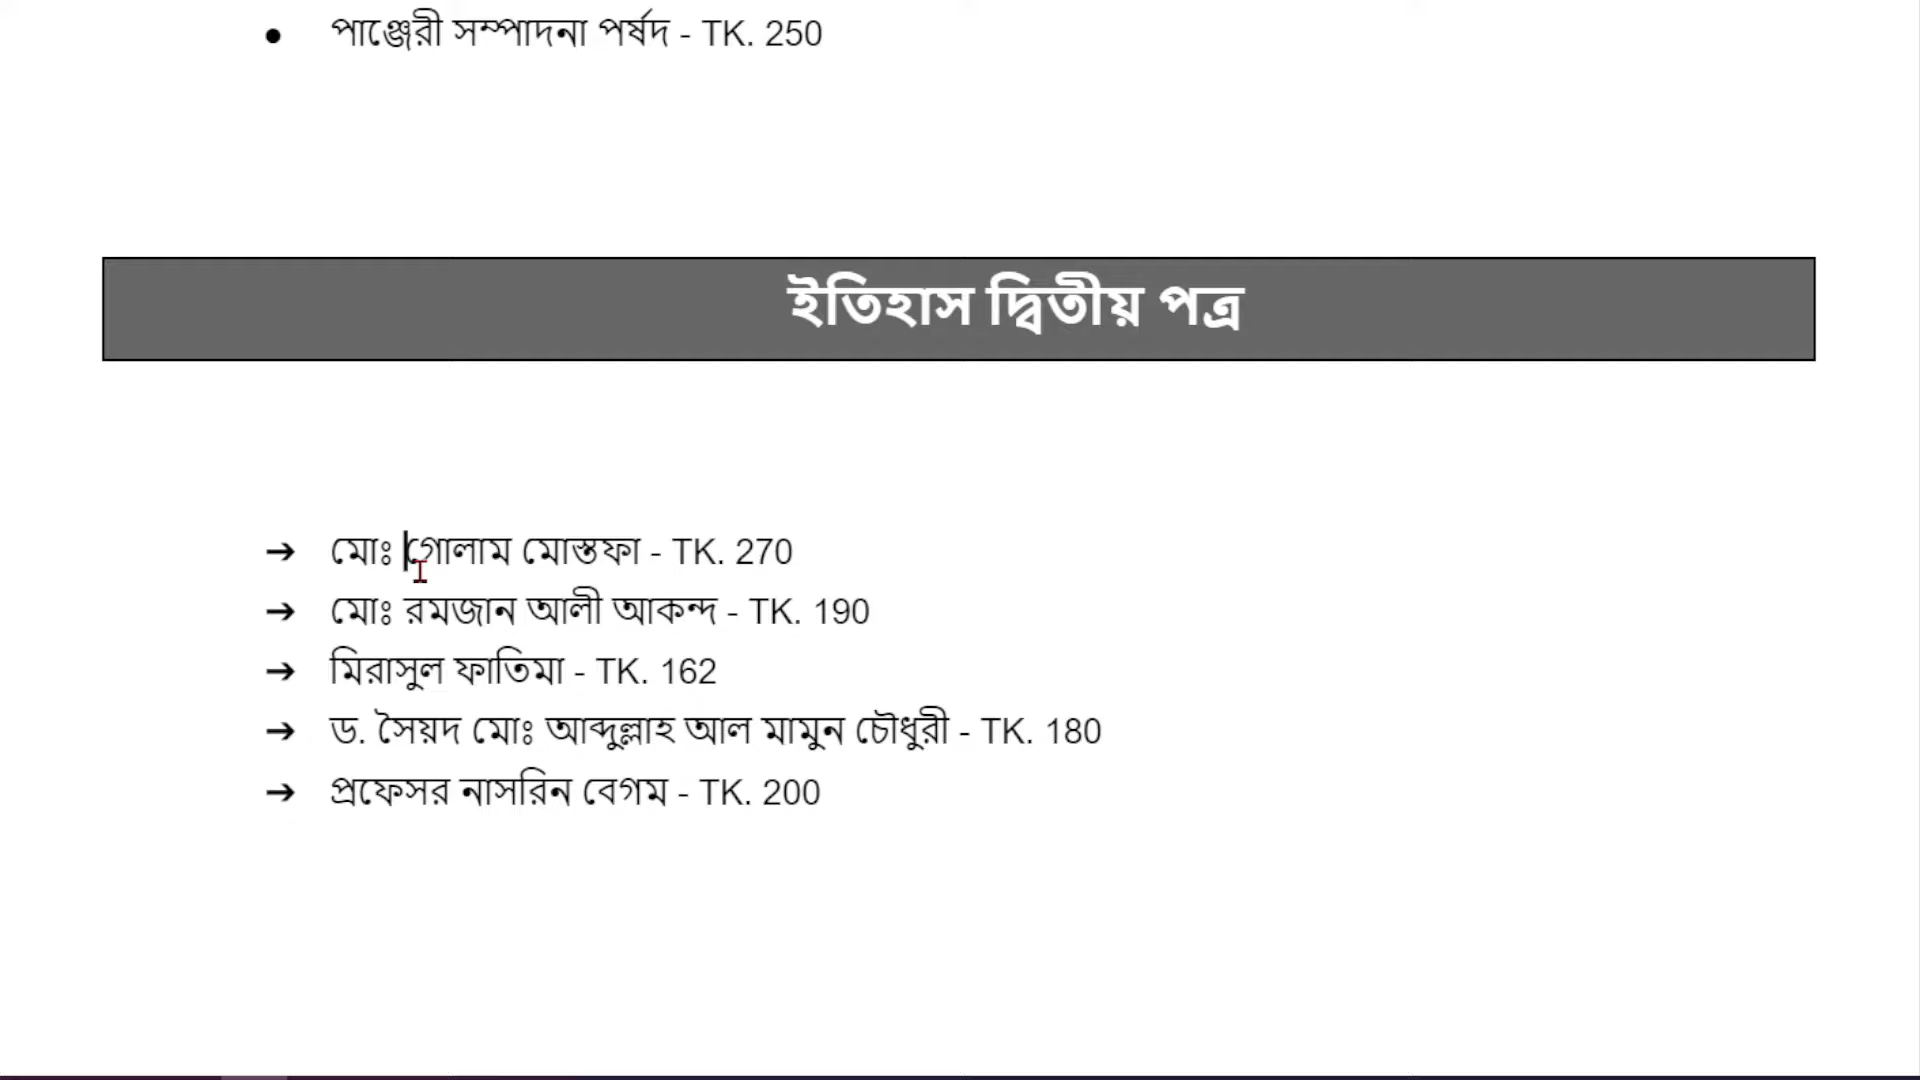 ● পাঞ্জেরী সম্পাদনা পর্ষদ - TK. 250
ইতিহাস দ্বিতীয় পত্র
➔ মোঃ গোলাম মোস্তফা - TK. 270
➔ মোঃ রমজান আলী আকন্দ - TK. 190
➔ মিরাসুল ফাতিমা - TK. 162
➔ ড. সৈয়দ মোঃ আব্দুল্লাহ আল মামুন চৌধুরী - TK. 180
➔ প্রফেসর নাসরিন বেগম - TK. 200